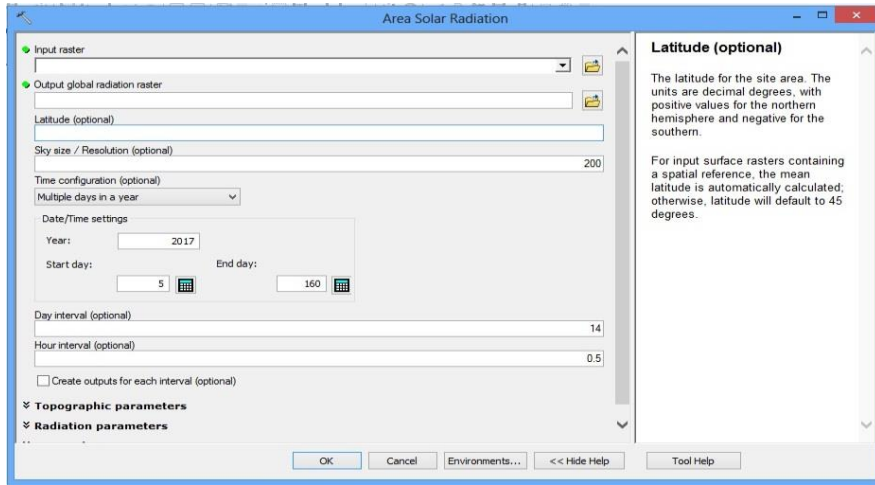 Area Solar Radiation
Input raster
Output global radiation raster
Latitude (optional)
Sky size / Resolution (optional)
200
Time configuration (optional)
Multiple days in a year
Date/Time settings
Year:
2017
Start day:
End day:
5
160
Day interval (optional)
14
Hour interval (optional)
0.5
Create outputs for each interval (optional)
Topographic parameters
Radiation parameters
OK
Cancel
Environments...
<< Hide Help
Tool Help
Latitude (optional)
The latitude for the site area. The
units are decimal degrees, with
positive values for the northern
hemisphere and negative for the
southern.
For input surface rasters containing
a spatial reference, the mean
latitude is automatically calculated;
otherwise, latitude will default to 45
degrees.